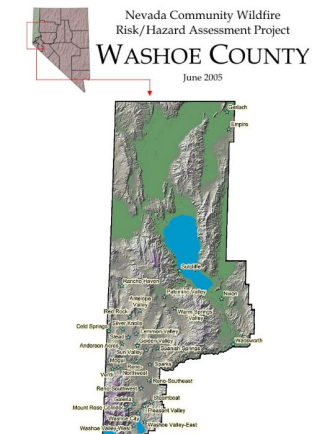 Nevada Community Wildfire
Risk/Hazard Assessment Project
WASHOE COUNTY
June 2005
Gerlach
Empire
Sutcliffe
Rancho Haven
Palomino Valley
Nixon
Antelope
Valley
Red Rock
Warm Springs
Valley
Cold Springs
Silver Knolls
Lemmon Valley
Stead
Golden Valley
Wadsworth
Anderson Acres
Spanish Springs
Sun Valley
Mogul
Reno
Sparks
Verdi
Northwest
Reno-Southeast
Reno-Southwest
Galena
Steamboat
Mount Rose
Pleasant Valley
Washoe City
Washoe Valley-East
Washoe Valley-West